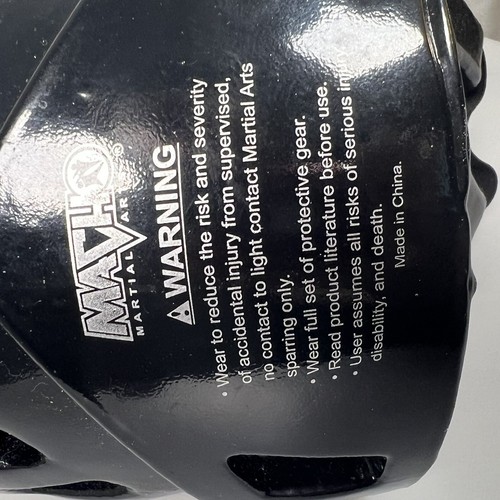 MACHO
MARTIAL ARTS
WARNING
• Wear to reduce the risk and severity
of accidental injury from supervised,
no contact to light contact Martial Arts
sparring only.
• Wear full set of protective gear.
• Read product literature before use.
• User assumes all risks of serious
disability, and death.
Made in China.